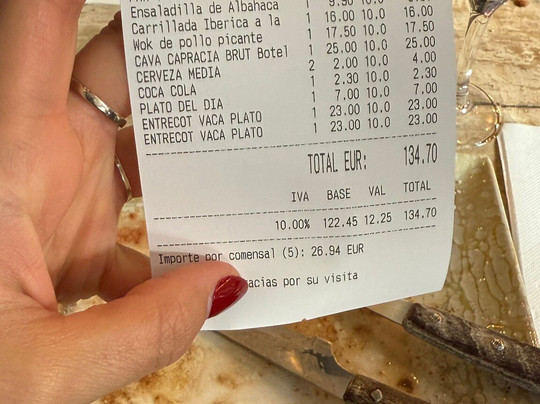 Ensaladilla de Albahaca 1 9.90 10.0
Carrillada Iberica a la 1 16.00 10.0 16.00
Wok de pollo picante 1 17.50 10.0 17.50
CAVA CAPRACIA BRUT Botel 1 25.00 10.0 25.00
CERVEZA MEDIA 2 2.00 10.0 4.00
COCA COLA 1 2.30 10.0 2.30
PLATO DEL DIA 1 7.00 10.0 7.00
ENTRECOT VACA PLATO 1 23.00 10.0 23.00
ENTRECOT VACA PLATO 1 23.00 10.0 23.00
TOTAL EUR: 134.70
IVA BASE VAL TOTAL
10.00% 122.45 12.25 134.70
Importe por comensal (5): 26.94 EUR
acias por su visita